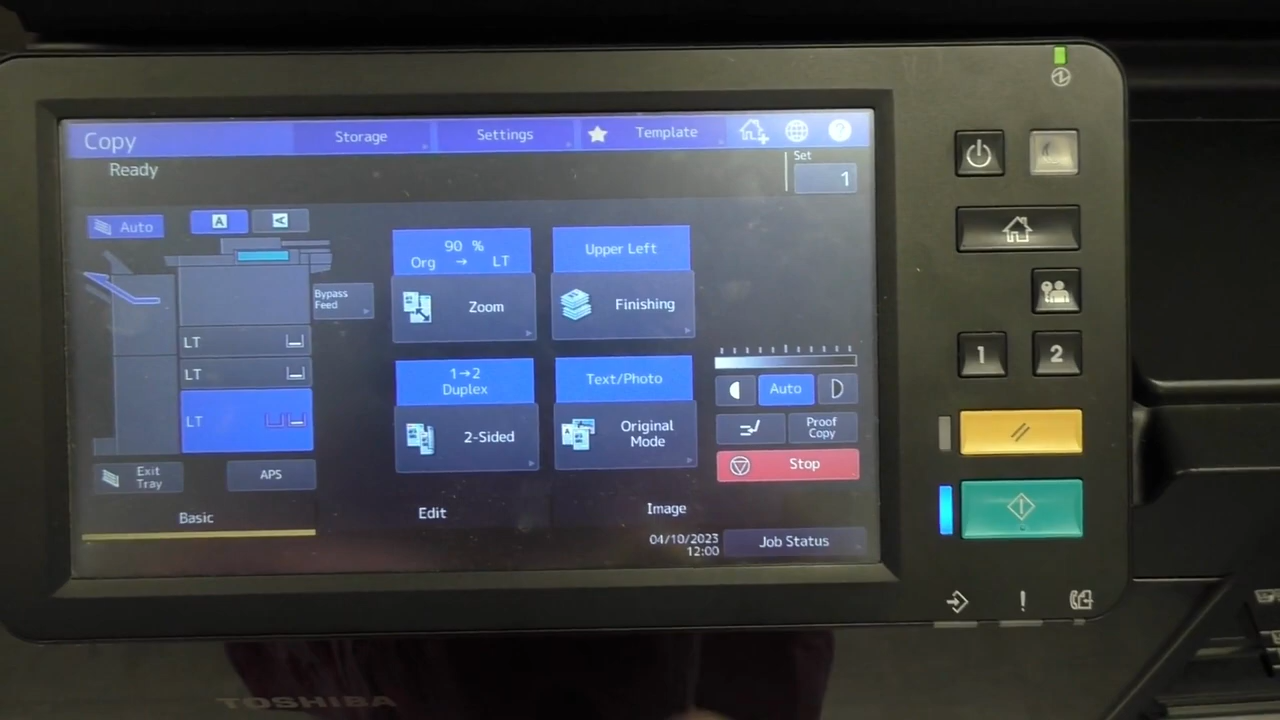 Copy
Storage
Settings
Template
?
Ready
Set
1
Auto
A
A
90 %
Org → LT
Zoom
Upper Left
Finishing
Bypass
Feed
LT
LT
LT
1→2
Duplex
2-Sided
Text/Photo
A
Original
Mode
Auto
Proof
Copy
Stop
Exit
Tray
APS
Basic
Edit
Image
04/10/2023
12:00
Job Status
1
2
!
TOSHIBA